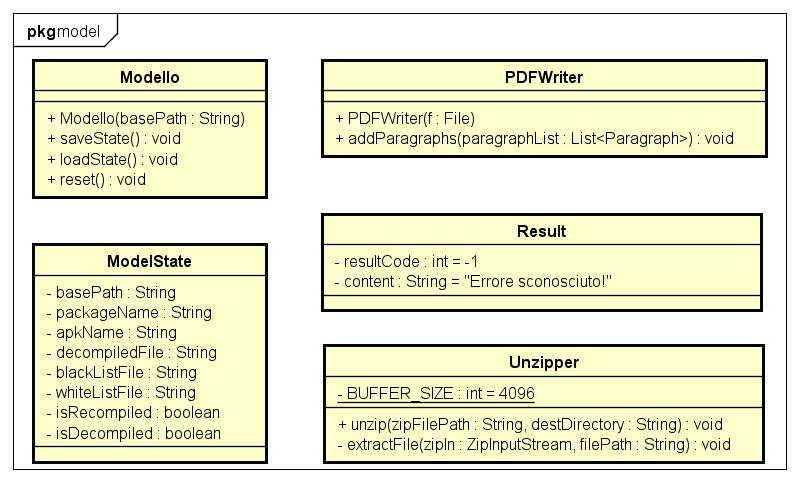 pkg model
Modello
+ Modello(basePath : String)
+ saveState() : void
+ loadState() : void
+ reset() : void
PDFWriter
+ PDFWriter(f : File)
+ addParagraphs(paragraphList : List<Paragraph>) : void
ModelState
- basePath : String
- packageName : String
- apkName : String
- decompiledFile : String
- blackListFile : String
- whiteListFile : String
- isRecompiled : boolean
- isDecompiled : boolean
Result
- resultCode : int = -1
- content : String = "Errore sconosciuto!"
Unzipper
- BUFFER_SIZE : int = 4096
+ unzip(zipFilePath : String, destDirectory : String) : void
- extractFile(zipIn : ZipInputStream, filePath : String) : void